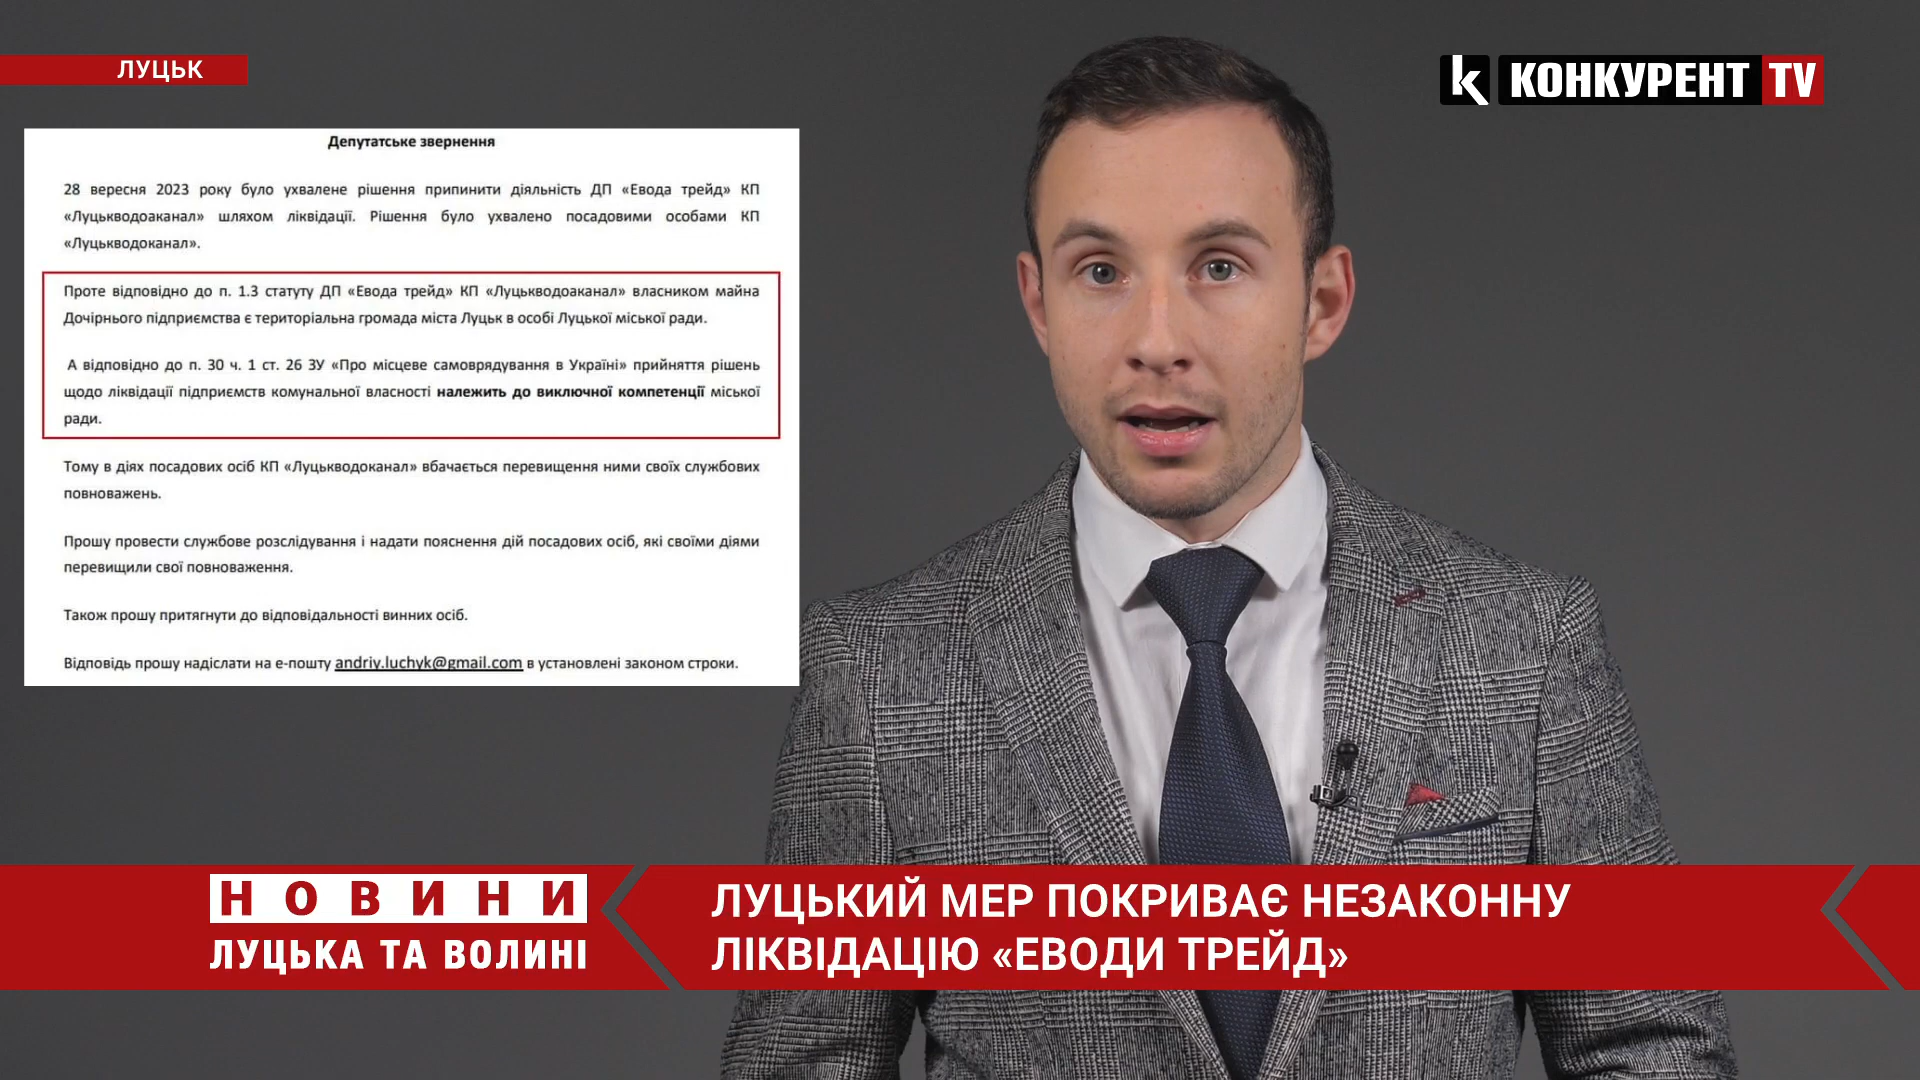 ЛУЦЬК
k КОНКУРЕНТ TV
Депутатське звернення
28 вересня 2023 року було ухвалене рішення припинити діяльність ДП «Евода трейд» КП
«Луцькводоаканал» шляхом ліквідації. Рішення було ухвалено посадовими особами КП
«Луцькводоканал».
Проте відповідно до п. 1.3 статуту ДП «Евода трейд» КП «Луцькводоаканал» власником майна
Дочірнього підприємства є територіальна громада міста Луцьк в особі Луцької міської ради.
А відповідно до п. 30 ч. 1 ст. 26 ЗУ «Про місцеве самоврядування в Україні» прийняття рішень
щодо ліквідації підприємств комунальної власності належить до виключної компетенції міської
ради.
Тому в діях посадових осіб КП «Луцькводоканал» вбачається перевищення ними своїх службових
повноважень.
Прошу провести службове розслідування і надати пояснення дій посадових осіб, які своїми діями
перевищили свої повноваження.
Також прошу притягнути до відповідальності винних осіб.
Відповідь прошу надіслати на е-пошту andriy.luchyk@gmail.com в установлені законом строки.
НОВИНИ
ЛУЦЬКА ТА ВОЛИНІ
ЛУЦЬКИЙ МЕР ПОКРИВАЄ НЕЗАКОННУ
ЛІКВІДАЦІЮ «ЕВОДИ ТРЕЙД»